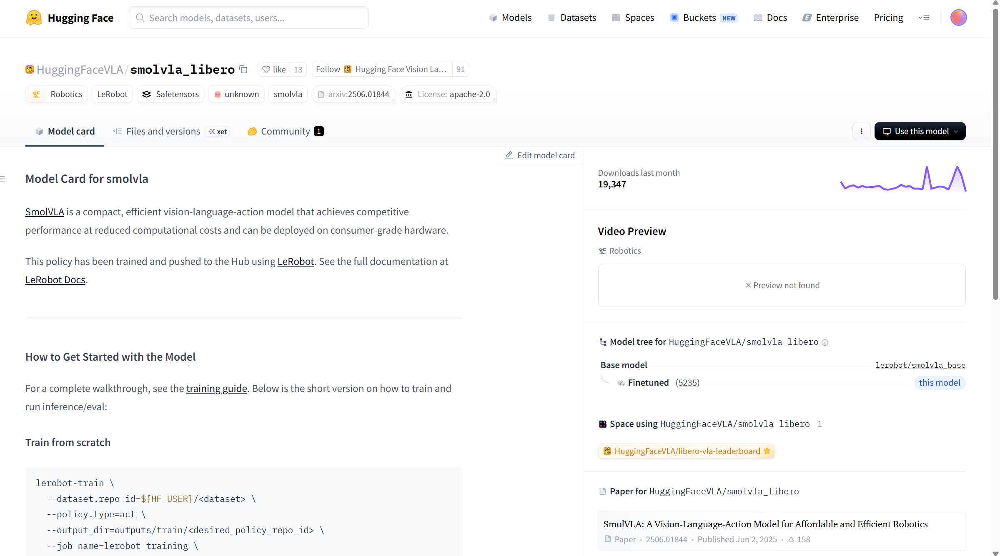 Hugging Face
Search models, datasets, users...
Models
Datasets
Spaces
Buckets NEW
Docs
Enterprise
Pricing
HuggingFaceVLA/smolvla_libero
like 13
Follow Hugging Face Vision La... 91
Robotics
LeRobot
Safetensors
unknown
smolvla
arxiv:2506.01844
License: apache-2.0
Model card
Files and versions xet
Community 1
Use this model
Edit model card
Model Card for smolvla
SmolVLA is a compact, efficient vision-language-action model that achieves competitive
performance at reduced computational costs and can be deployed on consumer-grade hardware.
This policy has been trained and pushed to the Hub using LeRobot. See the full documentation at
LeRobot Docs.
How to Get Started with the Model
For a complete walkthrough, see the training guide. Below is the short version on how to train and
run inference/eval:
Train from scratch
lerobot-train \
--dataset.repo_id=${HF_USER}/<dataset> \
--policy.type=act \
--output_dir=outputs/train/<desired_policy_repo_id> \
--job_name=lerobot_training \
Downloads last month
19,347
Video Preview
Robotics
Preview not found
Model tree for HuggingFaceVLA/smolvla_libero
Base model lerobot/smolvla_base
Finetuned (5235) this model
Space using HuggingFaceVLA/smolvla_libero 1
HuggingFaceVLA/libero-vla-leaderboard
Paper for HuggingFaceVLA/smolvla_libero
SmolVLA: A Vision-Language-Action Model for Affordable and Efficient Robotics
Paper • 2506.01844 • Published Jun 2, 2025 • 158